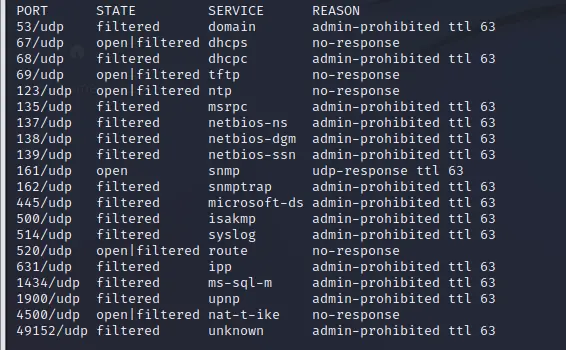 PORT STATE SERVICE REASON
53/udp filtered domain admin-prohibited ttl 63
67/udp open|filtered dhcps no-response
68/udp filtered dhcpc admin-prohibited ttl 63
69/udp open|filtered tftp no-response
123/udp open|filtered ntp no-response
135/udp filtered msrpc admin-prohibited ttl 63
137/udp filtered netbios-ns admin-prohibited ttl 63
138/udp filtered netbios-dgm admin-prohibited ttl 63
139/udp filtered netbios-ssn admin-prohibited ttl 63
161/udp open snmp udp-response ttl 63
162/udp filtered snmptrap admin-prohibited ttl 63
445/udp filtered microsoft-ds admin-prohibited ttl 63
500/udp filtered isakmp admin-prohibited ttl 63
514/udp filtered syslog admin-prohibited ttl 63
520/udp open|filtered route no-response
631/udp filtered ipp admin-prohibited ttl 63
1434/udp filtered ms-sql-m admin-prohibited ttl 63
1900/udp filtered upnp admin-prohibited ttl 63
4500/udp open|filtered nat-t-ike no-response
49152/udp filtered unknown admin-prohibited ttl 63